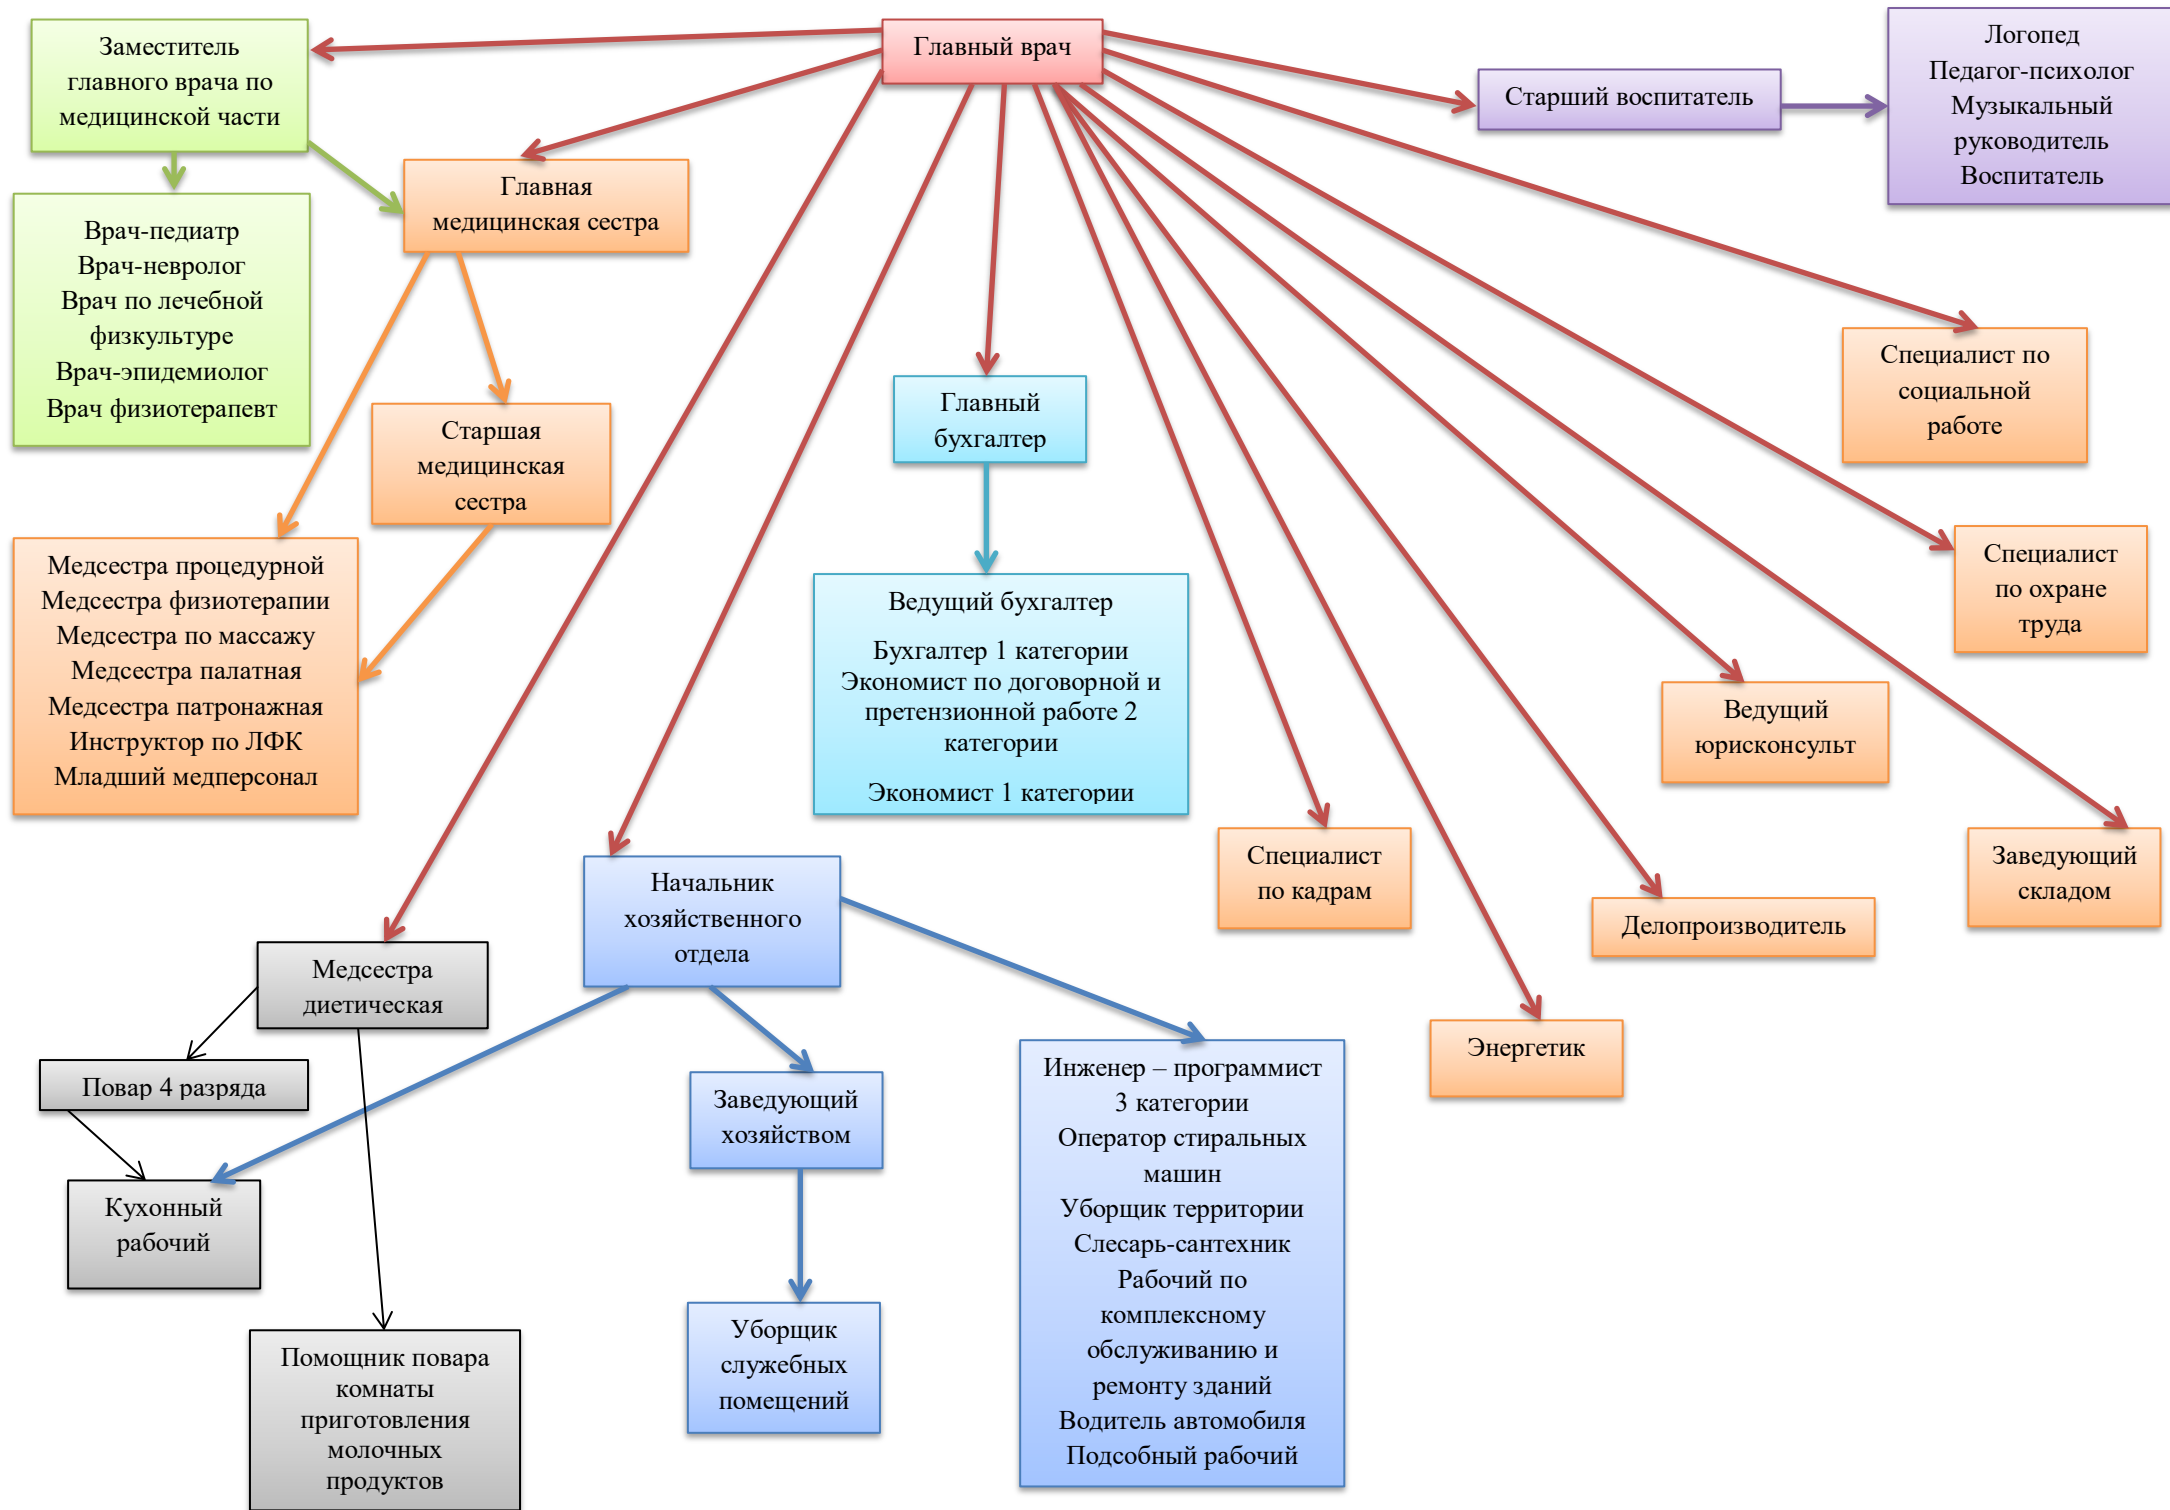 Заместитель
главного врача по
медицинской части
Главный врач
Старший воспитатель
Логопед
Педагог-психолог
Музыкальный
руководитель
Воспитатель
Главная
медицинская сестра
Врач-педиатр
Врач-невролог
Врач по лечебной
физкультуре
Врач-эпидемиолог
Врач физиотерапевт
Старшая
медицинская
сестра
Главный
бухгалтер
Специалист по
социальной
работе
Медсестра процедурной
Медсестра физиотерапии
Медсестра по массажу
Медсестра палатная
Медсестра патронажная
Инструктор по ЛФК
Младший медперсонал
Ведущий бухгалтер
Бухгалтер 1 категории
Экономист по договорной и
претензионной работе 2
категории
Экономист 1 категории
Специалист
по охране
труда
Ведущий
юрисконсульт
Начальник
хозяйственного
отдела
Специалист
по кадрам
Делопроизводитель
Заведующий
складом
Медсестра
диетическая
Энергетик
Повар 4 разряда
Заведующий
хозяйством
Инженер – программист
3 категории
Оператор стиральных
машин
Уборщик территории
Слесарь-сантехник
Рабочий по
комплексному
обслуживанию и
ремонту зданий
Водитель автомобиля
Подсобный рабочий
Кухонный
рабочий
Уборщик
служебных
помещений
Помощник повара
комнаты
приготовления
молочных
продуктов